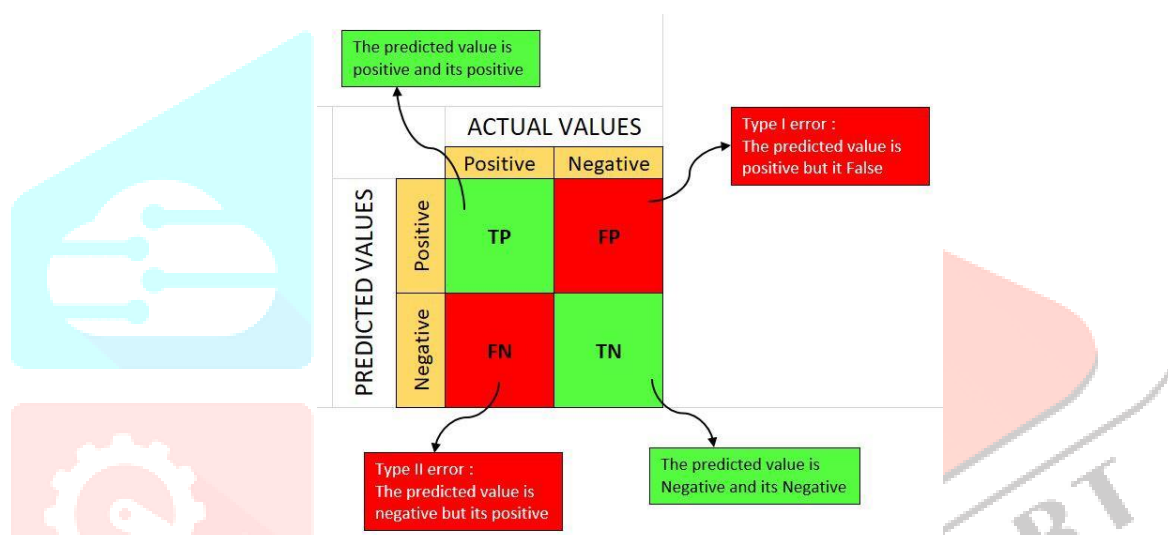 The predicted value is
positive and its positive
ACTUAL VALUES
Positive Negative
Type I error :
The predicted value is
positive but it False
PREDICTED VALUES
Positive
TP FP
Negative
FN TN
Type II error :
The predicted value is
negative but its positive
The predicted value is
Negative and its Negative
RT